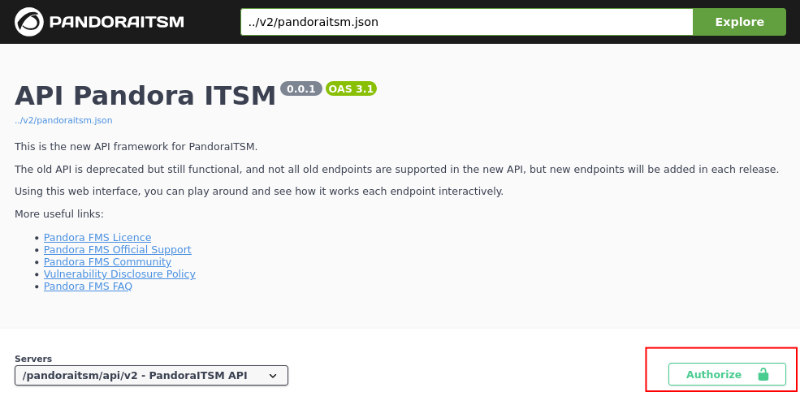 PANDORAITSM
../v2/pandoraitsm.json
Explore
API Pandora ITSM 0.0.1 OAS 3.1
../v2/pandoraitsm.json
This is the new API framework for PandoraITSM.
The old API is deprecated but still functional, and not all old endpoints are supported in the new API, but new endpoints will be added in each release.
Using this web interface, you can play around and see how it works each endpoint interactively.
More useful links:
Pandora FMS Licence
Pandora FMS Official Support
Pandora FMS Community
Vulnerability Disclosure Policy
Pandora FMS FAQ
Servers
/pandoraitsm/api/v2 - PandoraITSM API
Authorize